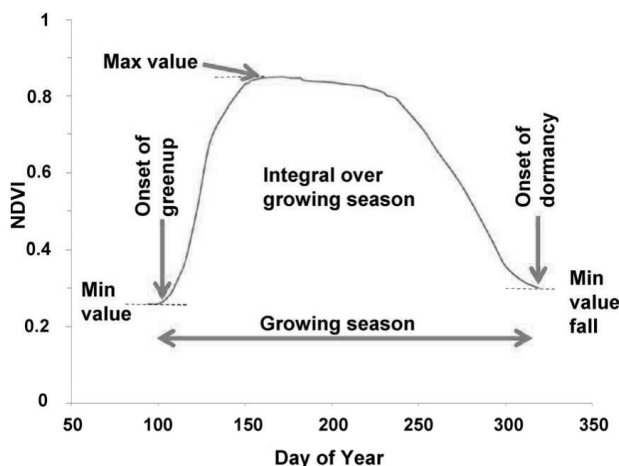 1
Max value
0.8
Onset of
greenup
Onset of
dormancy
0.6
NDVI
Integral over
growing season
0.4
Min
value
Min
value
fall
0.2
Growing season
0
50
100
150
200
250
300
350
Day of Year